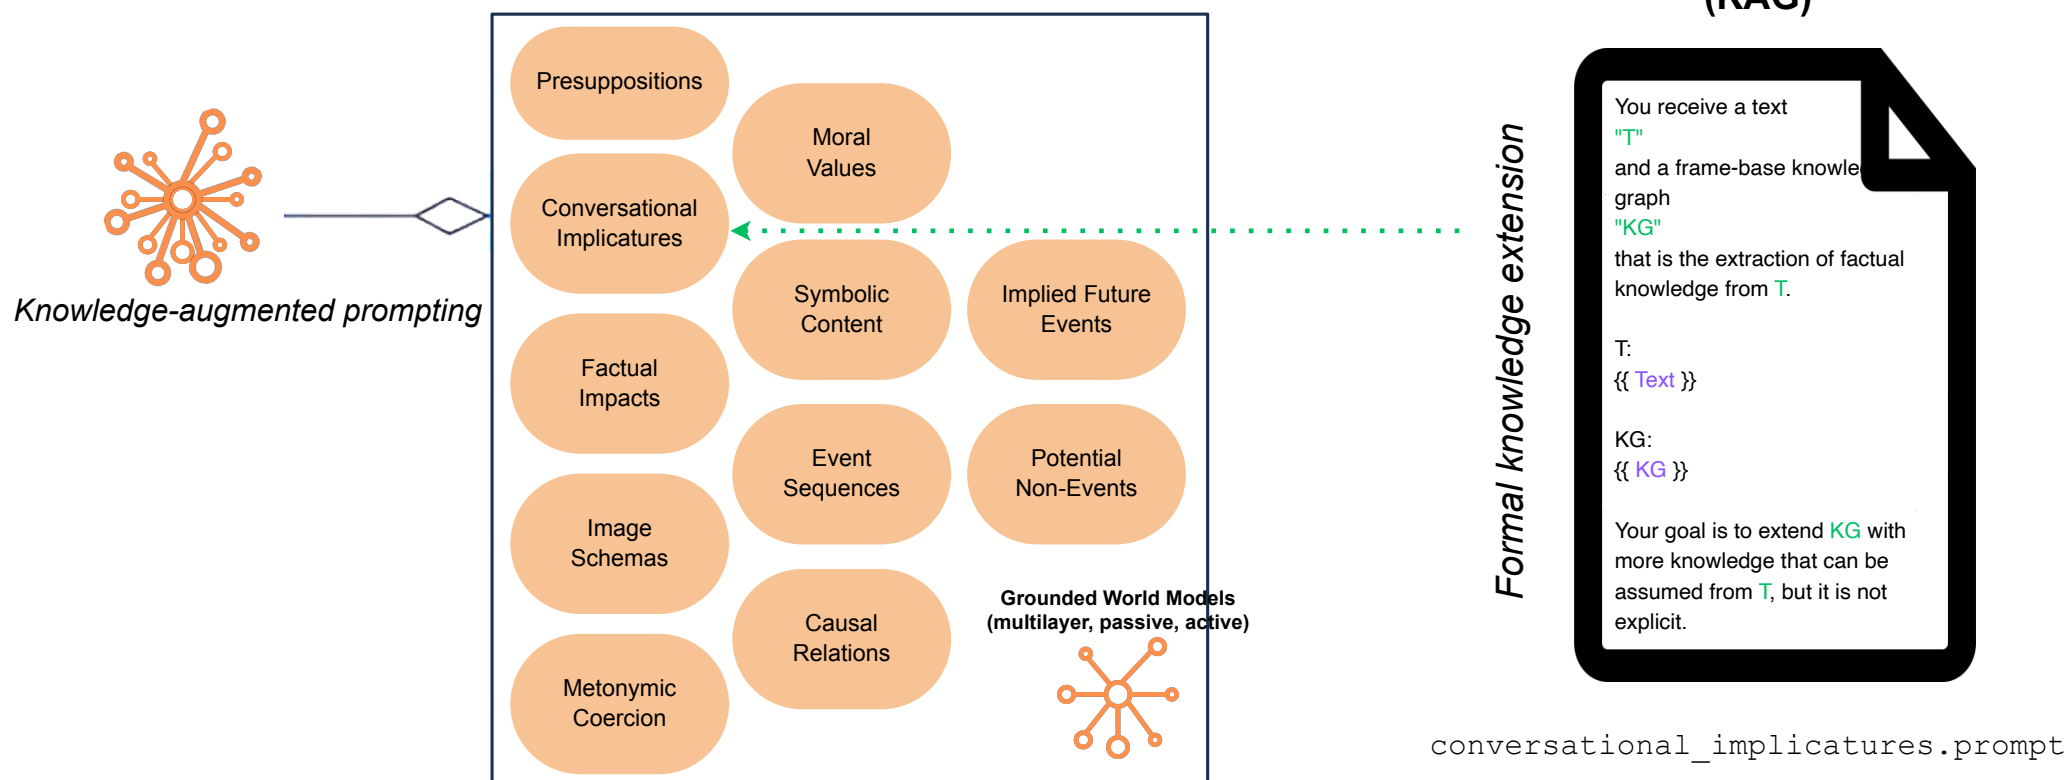 (KAG)
Presuppositions
Moral
Values
Conversational
Implicatures
Symbolic
Content
Implied Future
Events
Factual
Impacts
Event
Sequences
Potential
Non-Events
Image
Schemas
Causal
Relations
Metonymic
Coercion
Grounded World Models
(multilayer, passive, active)
Knowledge-augmented prompting
Formal knowledge extension
You receive a text
"T"
and a frame-base knowle
graph
"KG"
that is the extraction of factual
knowledge from T.
T:
{{ Text }}
KG:
{{ KG }}
Your goal is to extend KG with
more knowledge that can be
assumed from T, but it is not
explicit.
conversational_implicatures.prompt